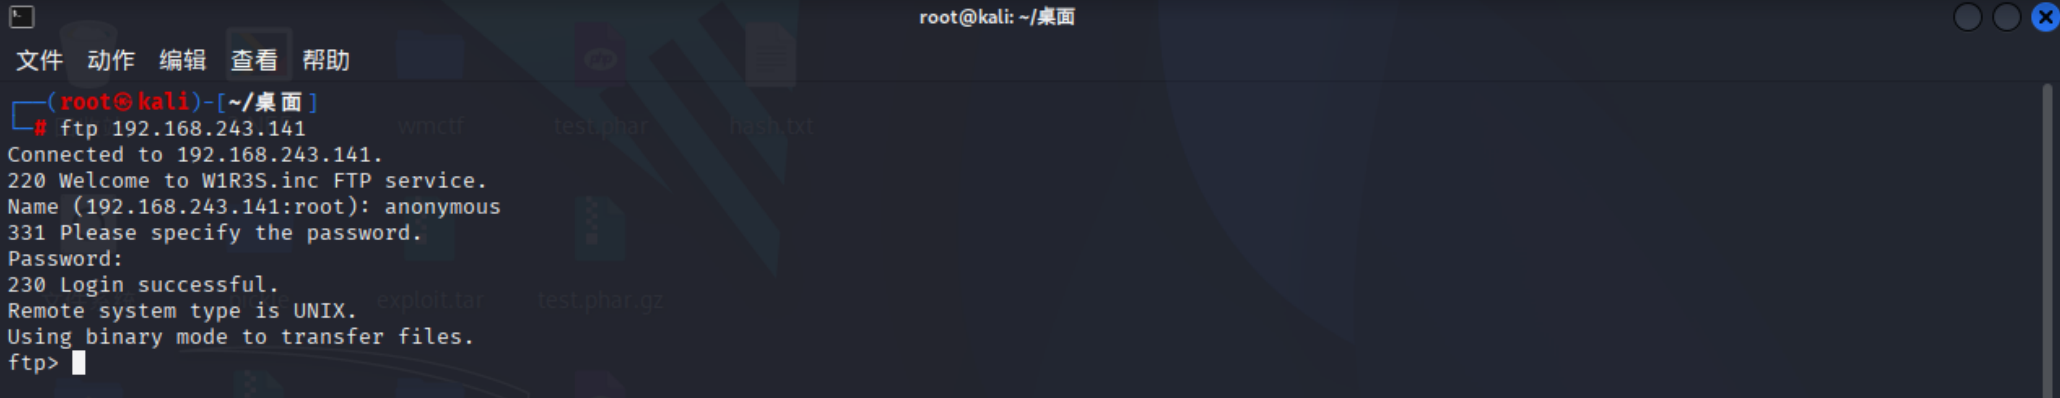 root@kali: ~/桌面
文件 动作 编辑 查看 帮助
┌──(root㉿kali)-[~/桌面]
└─# ftp 192.168.243.141
Connected to 192.168.243.141.
220 Welcome to W1R3S.inc FTP service.
Name (192.168.243.141:root): anonymous
331 Please specify the password.
Password:
230 Login successful.
Remote system type is UNIX.
Using binary mode to transfer files.
ftp>
wmctf
test.phar
hash.txt
exploit.tar
test.phar.gz